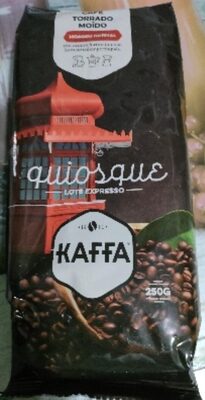 CAFÉ
TORRADO
MOÍDO
quiosque
LOTE EXPRESSO
KAFFA
250G